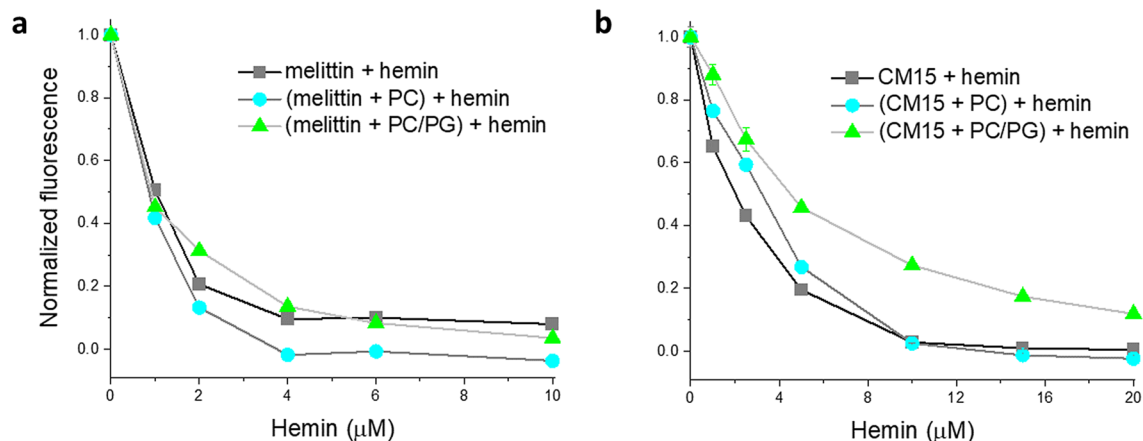 a
melittin + hemin
(melittin + PC) + hemin
(melittin + PC/PG) + hemin
Normalized fluorescence
1.0
0.8
0.6
0.4
0.2
0.0
0 2 4 6 8 10
Hemin (μM)
b
CM15 + hemin
(CM15 + PC) + hemin
(CM15 + PC/PG) + hemin
1.0
0.8
0.6
0.4
0.2
0.0
0 4 8 12 16 20
Hemin (μM)